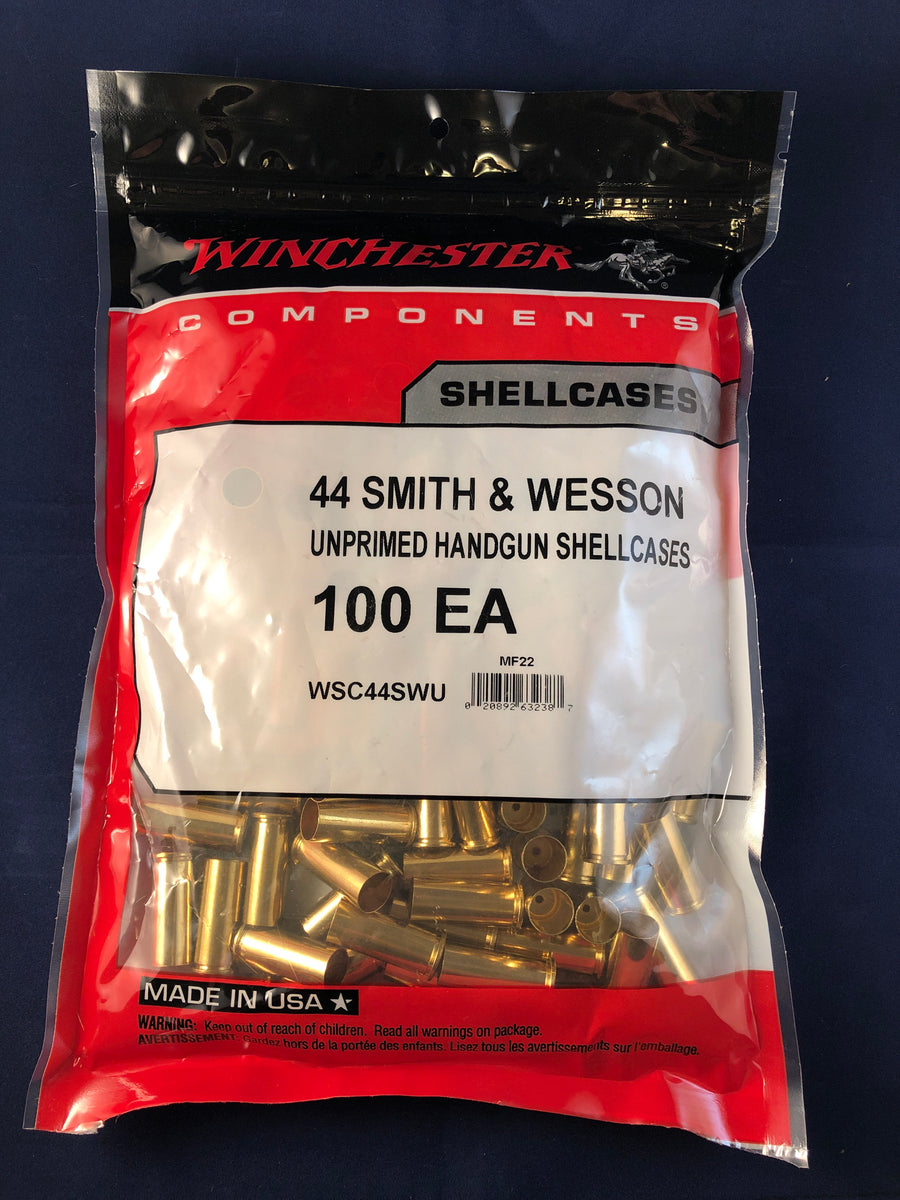 WINCHESTER
®
COMPONENTS
SHELLCASES
44 SMITH & WESSON
UNPRIMED HANDGUN SHELLCASES
100 EA
MF22
WSC44SWU
0 20892 63238 7
MADE IN USA ★
WARNING: Keep out of reach of children. Read all warnings on package.
AVERTISSEMENT: Gardez hors de la portée des enfants. Lisez tous les avertissements sur l'emballage.